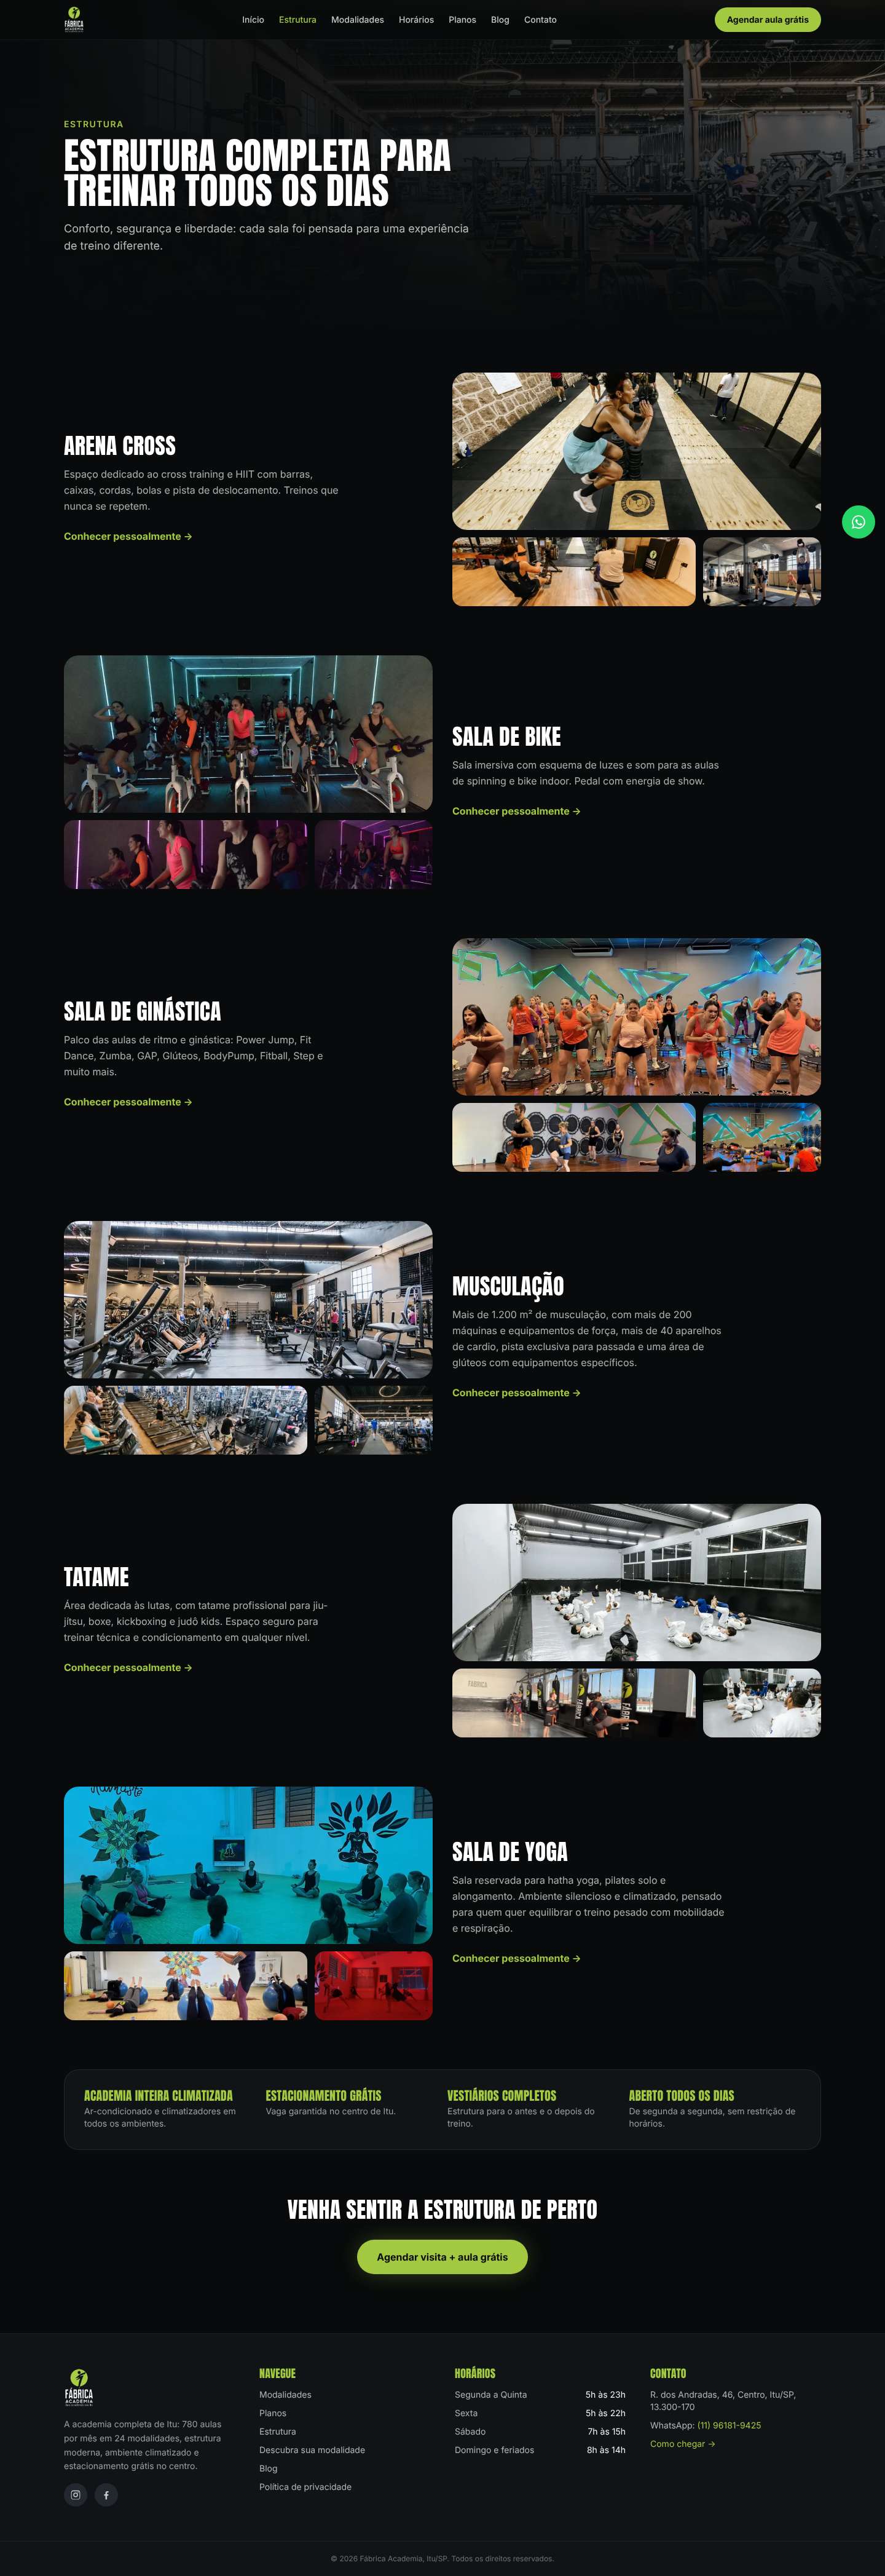 FÁBRICA
ACADEMIA
Início
Estrutura
Modalidades
Horários
Planos
Blog
Contato
Agendar aula grátis
ESTRUTURA
ESTRUTURA COMPLETA PARA
TREINAR TODOS OS DIAS
Conforto, segurança e liberdade: cada sala foi pensada para uma experiência
de treino diferente.
ARENA CROSS
Espaço dedicado ao cross training e HIIT com barras,
caixas, cordas, bolas e pista de deslocamento. Treinos que
nunca se repetem.
Conhecer pessoalmente →
SALA DE BIKE
Sala imersiva com esquema de luzes e som para as aulas
de spinning e bike indoor. Pedal com energia de show.
Conhecer pessoalmente →
SALA DE GINÁSTICA
Palco das aulas de ritmo e ginástica: Power Jump, Fit
Dance, Zumba, GAP, Glúteos, BodyPump, Fitball, Step e
muito mais.
Conhecer pessoalmente →
MUSCULAÇÃO
Mais de 1.200 m² de musculação, com mais de 200
máquinas e equipamentos de força, mais de 40 aparelhos
de cardio, pista exclusiva para passada e uma área de
glúteos com equipamentos específicos.
Conhecer pessoalmente →
TATAME
Área dedicada às lutas, com tatame profissional para jiu-
jítsu, boxe, kickboxing e judô kids. Espaço seguro para
treinar técnica e condicionamento em qualquer nível.
Conhecer pessoalmente →
SALA DE YOGA
Sala reservada para hatha yoga, pilates solo e
alongamento. Ambiente silencioso e climatizado, pensado
para quem quer equilibrar o treino pesado com mobilidade
e respiração.
Conhecer pessoalmente →
ACADEMIA INTEIRA CLIMATIZADA
Ar-condicionado e climatizadores em
todos os ambientes.
ESTACIONAMENTO GRÁTIS
Vaga garantida no centro de Itu.
VESTIÁRIOS COMPLETOS
Estrutura para o antes e o depois do
treino.
ABERTO TODOS OS DIAS
De segunda a segunda, sem restrição de
horários.
VENHA SENTIR A ESTRUTURA DE PERTO
Agendar visita + aula grátis
FÁBRICA
ACADEMIA
A academia completa de Itu: 780 aulas
por mês em 24 modalidades, estrutura
moderna, ambiente climatizado e
estacionamento grátis no centro.
NAVEGUE
Modalidades
Planos
Estrutura
Descubra sua modalidade
Blog
Política de privacidade
HORÁRIOS
Segunda a Quinta 5h às 23h
Sexta 5h às 22h
Sábado 7h às 15h
Domingo e feriados 8h às 14h
CONTATO
R. dos Andradas, 46, Centro, Itu/SP,
13.300-170
WhatsApp: (11) 96181-9425
Como chegar →
© 2026 Fábrica Academia, Itu/SP. Todos os direitos reservados.